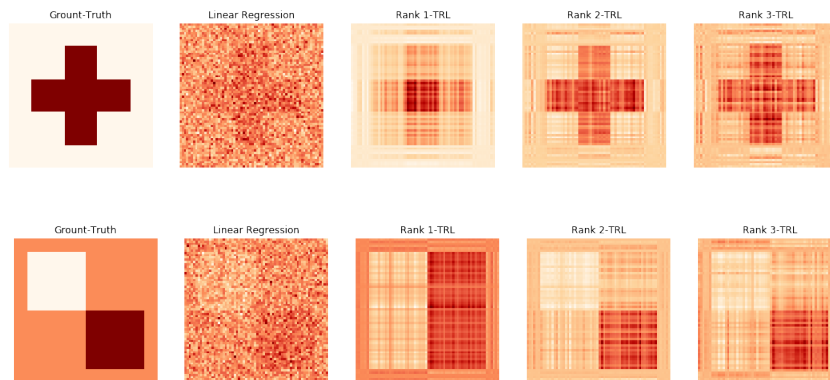 Grount-Truth
Linear Regression
Rank 1-TRL
Rank 2-TRL
Rank 3-TRL
Grount-Truth
Linear Regression
Rank 1-TRL
Rank 2-TRL
Rank 3-TRL